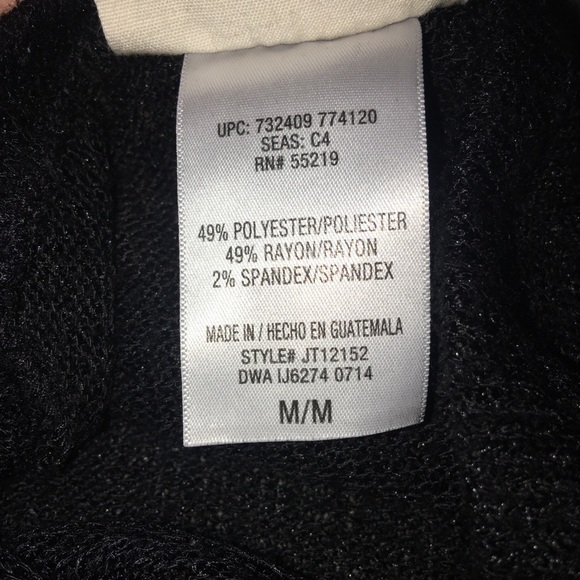 UPC: 732409 774120
SEAS: C4
RN# 55219
49% POLYESTER/POLIESTER
49% RAYON/RAYON
2% SPANDEX/SPANDEX
MADE IN / HECHO EN GUATEMALA
STYLE# JT12152
DWA IJ6274 0714
M/M